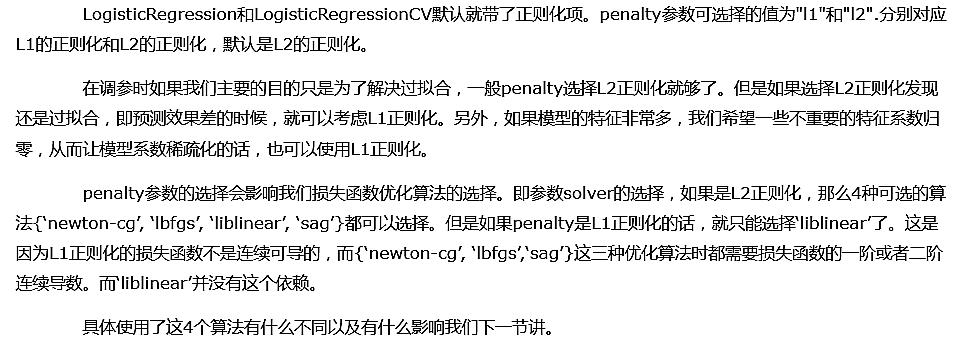 LogisticRegression和LogisticRegressionCV默认就带了正则化项。penalty参数可选择的值为"l1"和"l2".分别对应
L1的正则化和L2的正则化，默认是L2的正则化。
在调参时如果我们主要的目的只是为了解决过拟合，一般penalty选择L2正则化就够了。但是如果选择L2正则化发现
还是过拟合，即预测效果差的时候，就可以考虑L1正则化。另外，如果模型的特征非常多，我们希望一些不重要的特征系数归
零，从而让模型系数稀疏化的话，也可以使用L1正则化。
penalty参数的选择会影响我们损失函数优化算法的选择。即参数solver的选择，如果是L2正则化，那么4种可选的算
法{‘newton-cg’, ‘lbfgs’, ‘liblinear’, ‘sag’}都可以选择。但是如果penalty是L1正则化的话，就只能选择‘liblinear’了。这是
因为L1正则化的损失函数不是连续可导的，而{‘newton-cg’, ‘lbfgs’,‘sag’}这三种优化算法时都需要损失函数的一阶或者二阶
连续导数。而‘liblinear’并没有这个依赖。
具体使用了这4个算法有什么不同以及有什么影响我们下一节讲。